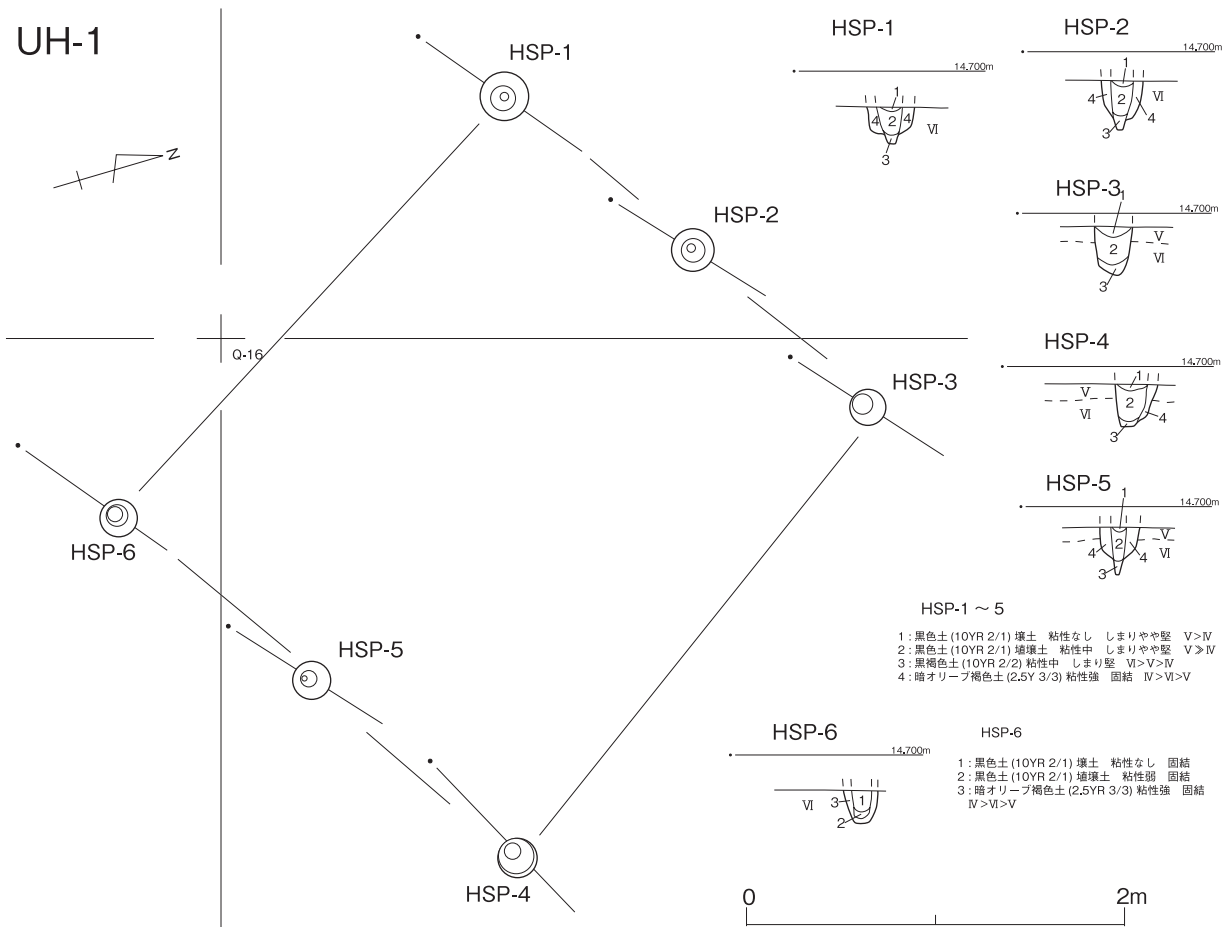 UH-1
HSP-1
HSP-2
HSP-3
HSP-4
HSP-5
HSP-6
N
Q-16
HSP-1
14.700m
1
4 2 4
3
Ⅵ
HSP-2
14.700m
1
4 2
4
3
Ⅵ
HSP-3
14.700m
1
2
3
Ⅴ
Ⅵ
HSP-4
14.700m
1
2
4
3
Ⅴ
Ⅵ
HSP-5
14.700m
1
4 2 4
3
Ⅴ
Ⅵ
HSP-1 ～ 5
1 : 黒色土 (10YR 2/1) 壌土 粘性なし しまりやや堅 Ⅴ>Ⅳ
2 : 黒色土 (10YR 2/1) 埴壌土 粘性中 しまりやや堅 Ⅴ≫Ⅳ
3 : 黒褐色土 (10YR 2/2) 粘性中 しまり堅 Ⅵ>Ⅴ>Ⅳ
4 : 暗オリーブ褐色土 (2.5Y 3/3) 粘性強 固結 Ⅳ>Ⅵ>Ⅴ
HSP-6
14.700m
Ⅵ
3 1
2
HSP-6
1 : 黒色土 (10YR 2/1) 壌土 粘性なし 固結
2 : 黒色土 (10YR 2/1) 埴壌土 粘性弱 固結
3 : 暗オリーブ褐色土 (2.5YR 3/3) 粘性強 固結
Ⅳ>Ⅵ>Ⅴ
0 2m